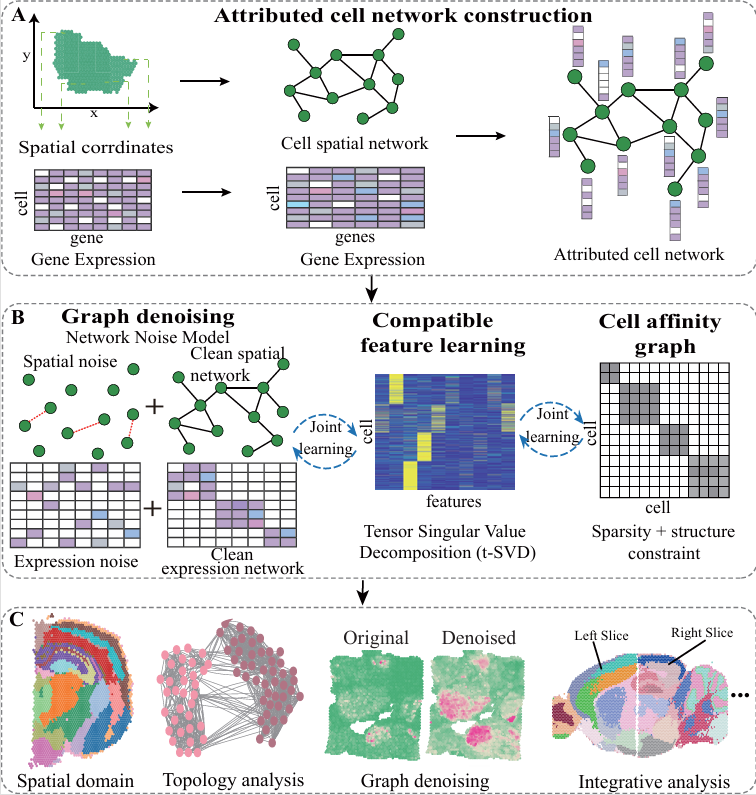 A
Attributed cell network construction
y
x
Spatial corrdinates
Cell spatial network
cell
gene
Gene Expression
cell
genes
Gene Expression
Attributed cell network
B
Graph denoising
Network Noise Model
Spatial noise
Clean spatial
network
+
Joint
learning
+
Expression noise
Clean
expression network
Compatible
feature learning
cell
features
Tensor Singular Value
Decomposition (t-SVD)
Joint
learning
Cell affinity
graph
cell
cell
Sparsity + structure
constraint
C
Spatial domain
Topology analysis
Original
Denoised
Graph denoising
Left Slice
Right Slice
...
Integrative analysis